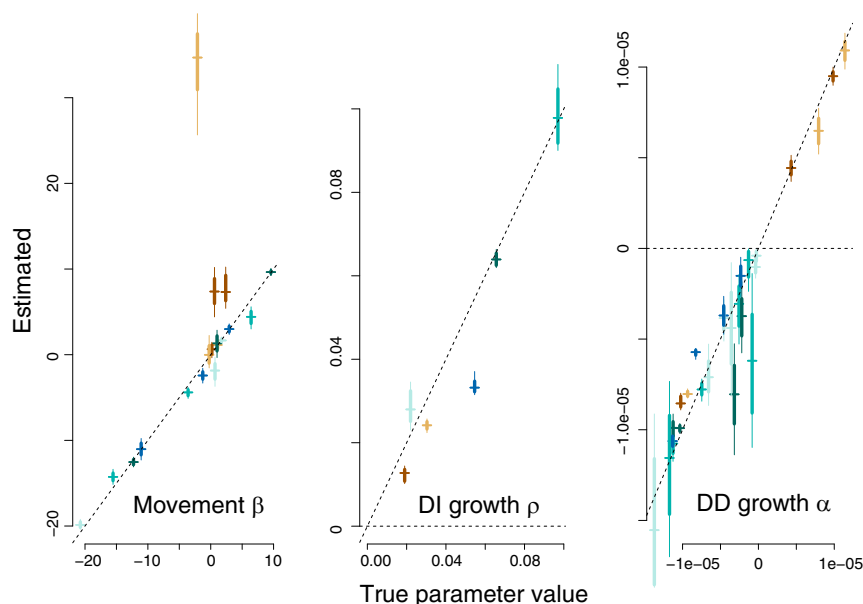 Estimated
20
0
-20
-20
-10
0
10
Movement β
0.08
0.04
0
0.00
0.04
0.08
DI growth ρ
1.0e-05
0
-1.0e-05
-1e-05
0
1e-05
DD growth α
True parameter value